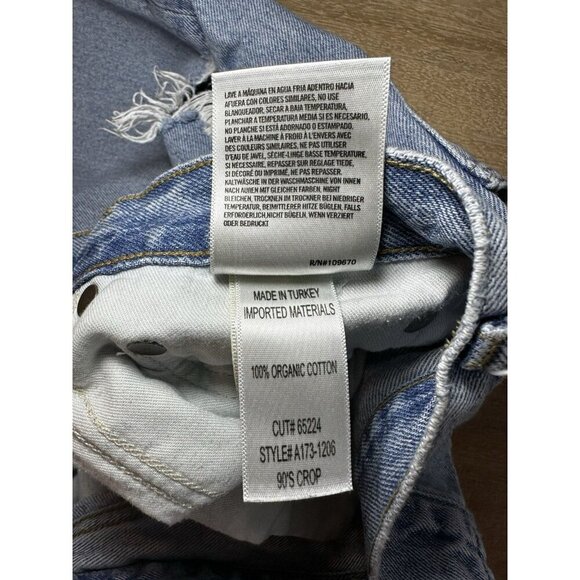 LAVE A MÁQUINA EN AGUA FRIA ADENTRO HACIA
AFUERA CON COLORES SIMILARES, NO USE
BLANQUEADOR, SECAR A BAJA TEMPERATURA,
PLANCHAR A TEMPERATURA MEDIA SI ES NECESARIO,
NO PLANCHE SI ESTÁ ADORNADO O ESTAMPADO.
LAVER À LA MACHINE À FROID À L'ENVERS AVEC
DES COULEURS SIMILAIRES, NE PAS UTILISER
D'EAU DE JAVEL, SÈCHE-LINGE BASSE TEMPÉRATURE,
SI NÉCESSAIRE, REPASSER SUR RÉGLAGE TIÈDE,
SI DÉCORÉ OU IMPRIMÉ, NE PAS REPASSER.
KALTWÄSCHE IN DER WASCHMASCHINE VON INNEN
NACH AUßEN MIT GLEICHEN FARBEN, NICHT
BLEICHEN, TROCKNEN IM TROCKNER BEI NIEDRIGER
TEMPERATUR, BEIMITTLERER HITZE BÜGLEN, FALLS
ERFORDERLICH,NICHT BÜGELN, WENN VERZIERT
ODER BEDRUCKT
R/N#109670
MADE IN TURKEY
IMPORTED MATERIALS
100% ORGANIC COTTON
CUT# 65224
STYLE# A173-1206
90'S CROP